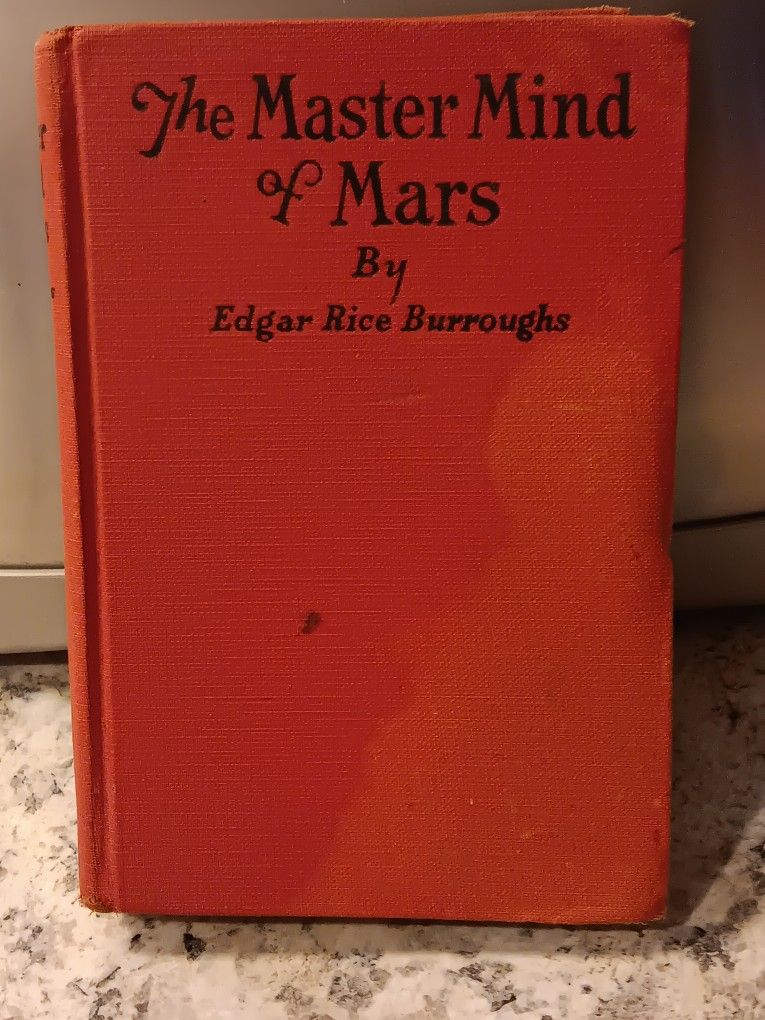 The Master Mind
of Mars
By
Edgar Rice Burroughs